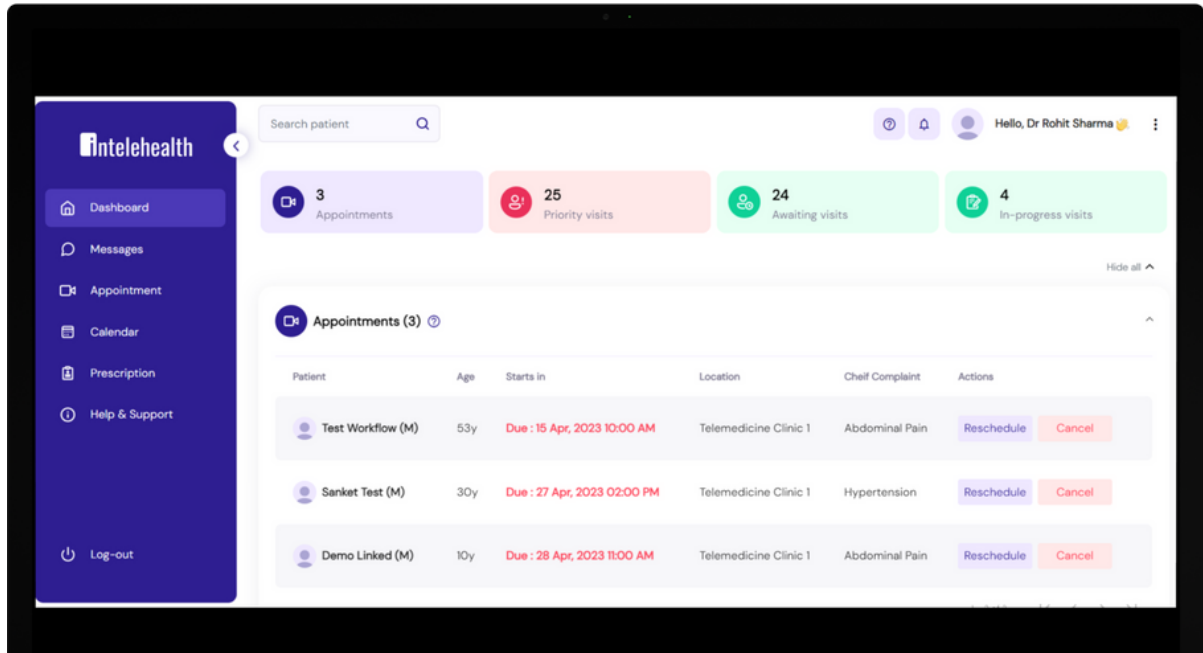 intelehealth
Search patient
Hello, Dr Rohit Sharma
Dashboard
Messages
Appointment
Calendar
Prescription
Help & Support
Log-out
3
Appointments
25
Priority visits
24
Awaiting visits
4
In-progress visits
Hide all
Appointments (3)
Patient Age Starts in Location Cheif Complaint Actions
Test Workflow (M) 53y Due : 15 Apr, 2023 10:00 AM Telemedicine Clinic 1 Abdominal Pain Reschedule Cancel
Sanket Test (M) 30y Due : 27 Apr, 2023 02:00 PM Telemedicine Clinic 1 Hypertension Reschedule Cancel
Demo Linked (M) 10y Due : 28 Apr, 2023 11:00 AM Telemedicine Clinic 1 Abdominal Pain Reschedule Cancel